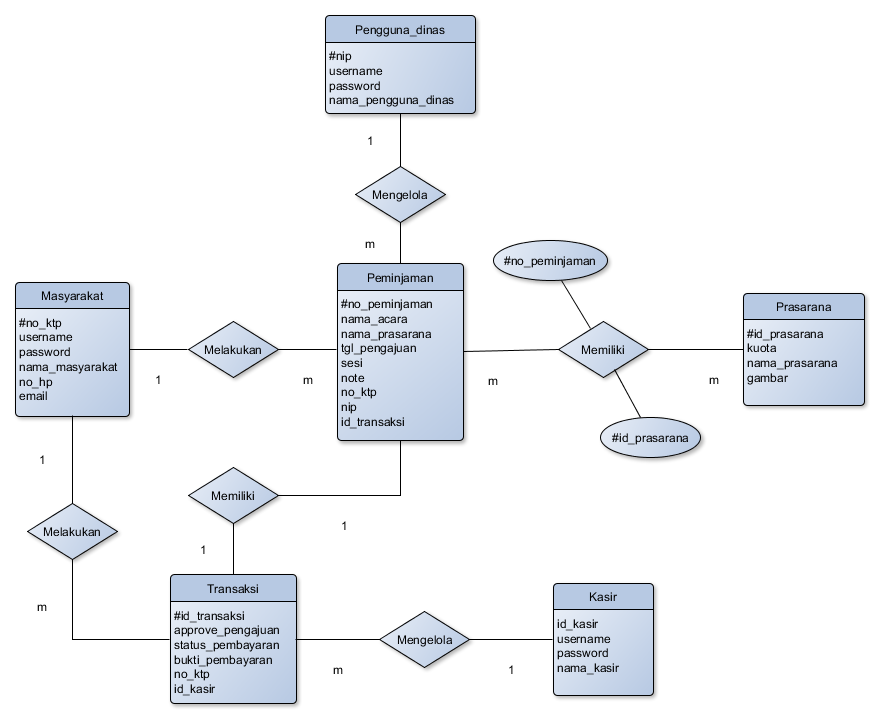 Pengguna_dinas
#nip
username
password
nama_pengguna_dinas
1
Mengelola
m
Masyarakat
#no_ktp
username
password
nama_masyarakat
no_hp
email
1
Melakukan
m
Peminjaman
#no_peminjaman
nama_acara
nama_prasarana
tgl_pengajuan
sesi
note
no_ktp
nip
id_transaksi
m
#no_peminjaman
Memiliki
#id_prasarana
m
Prasarana
#id_prasarana
kuota
nama_prasarana
gambar
1
Melakukan
m
Memiliki
1
1
Transaksi
#id_transaksi
approve_pengajuan
status_pembayaran
bukti_pembayaran
no_ktp
id_kasir
m
Mengelola
1
Kasir
id_kasir
username
password
nama_kasir